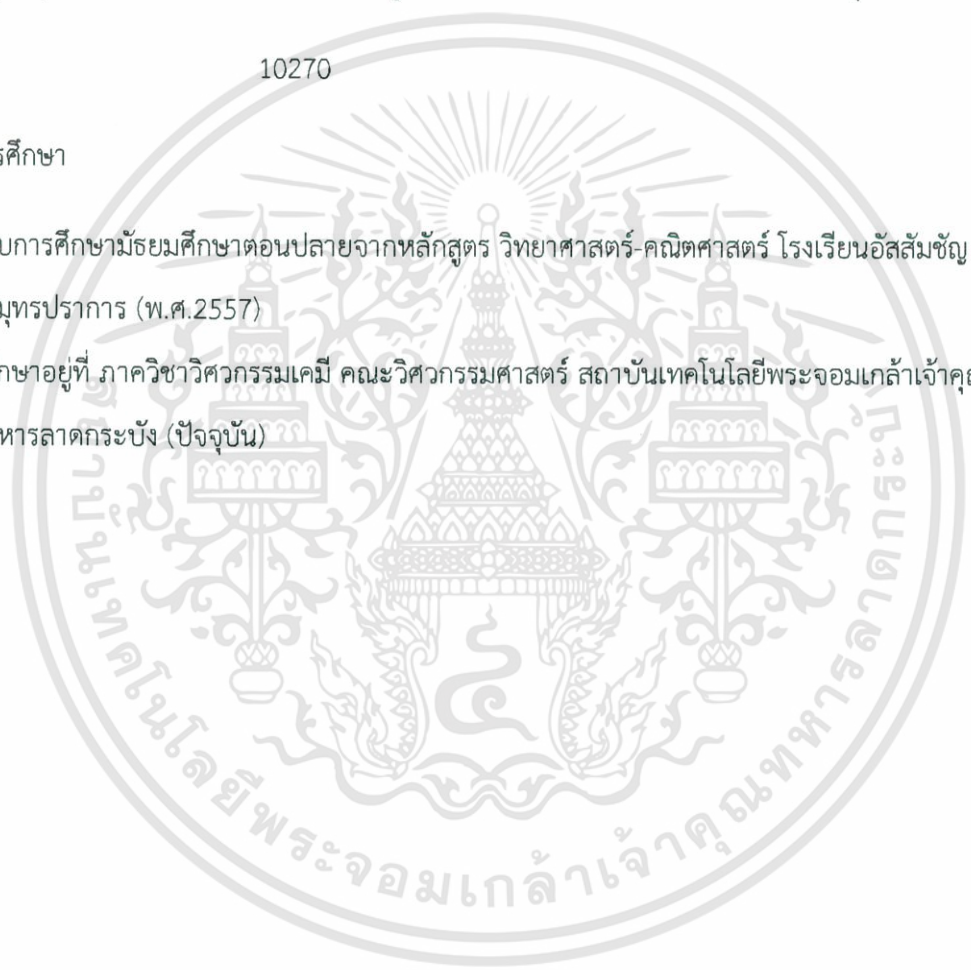 10270
รศึกษา
บการศึกษามัธยมศึกษาตอนปลายจากหลักสูตร วิทยาศาสตร์-คณิตศาสตร์ โรงเรียนอัสสัมชัญ
มุทรปราการ (พ.ศ.2557)
กษาอยู่ที่ ภาควิชาวิศวกรรมเคมี คณะวิศวกรรมศาสตร์ สถาบันเทคโนโลยีพระจอมเกล้าเจ้าคุณ
หารลาดกระบัง (ปัจจุบัน)
สถาบันเทคโนโลยีพระจอมเกล้าเจ้าคุณทหารลาดกระบัง